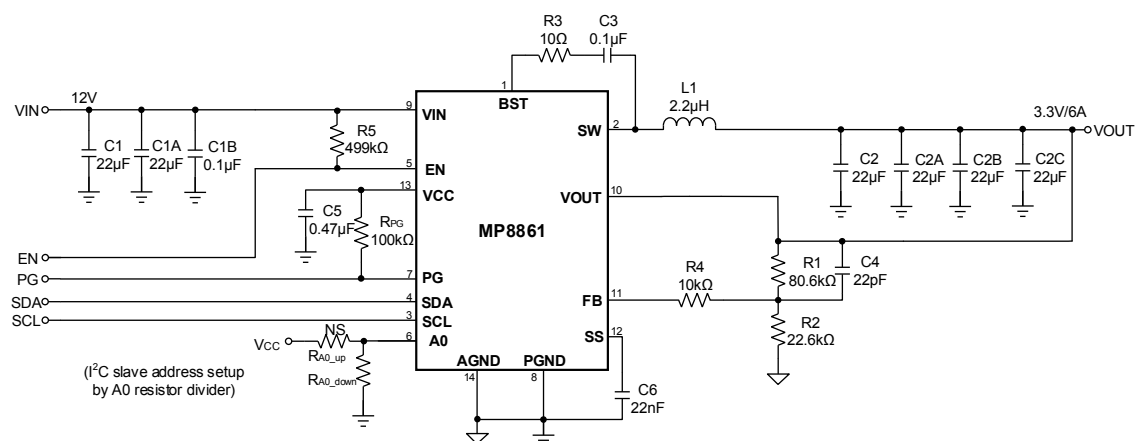 R3
10Ω
C3
0.1µF
1
BST
L1
2.2µH
VIN
12V
9
VIN
SW
2
3.3V/6A
VOUT
C1
22µF
C1A
22µF
C1B
0.1µF
R5
499kΩ
5
EN
13
VCC
C2
22µF
C2A
22µF
C2B
22µF
C2C
22µF
VOUT
10
C5
0.47µF
RPG
100kΩ
MP8861
EN
PG
7
PG
R4
10kΩ
R1
80.6kΩ
C4
22pF
SDA
4
SDA
FB
11
SCL
3
SCL
SS
12
R2
22.6kΩ
VCC
NS
6
A0
RA0_up
RA0_down
(I²C slave address setup
by A0 resistor divider)
AGND
14
PGND
8
C6
22nF